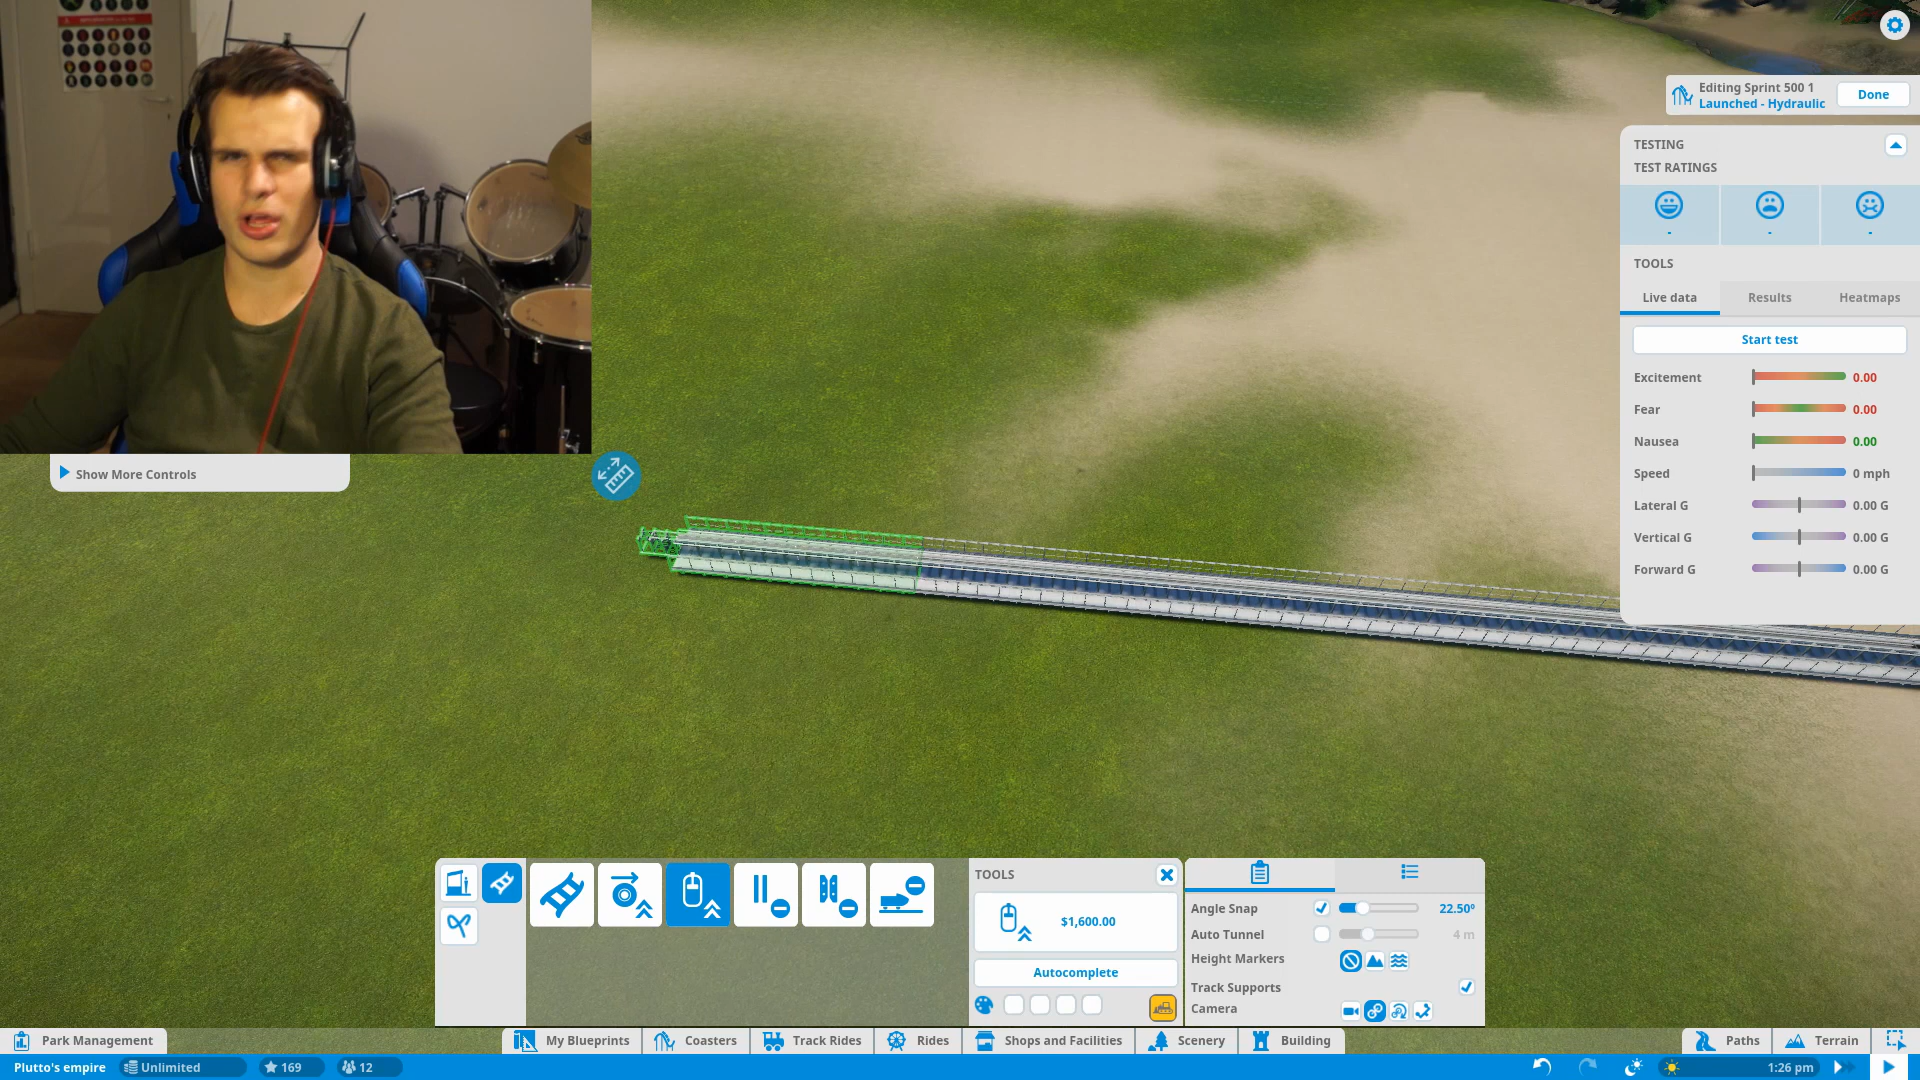 Editing Sprint 500 1
Launched - Hydraulic
Done
TESTING
TEST RATINGS
-
-
-
TOOLS
Live data
Results
Heatmaps
Start test
Excitement
0.00
Fear
0.00
Nausea
0.00
Speed
0 mph
Lateral G
0.00 G
Vertical G
0.00 G
Forward G
0.00 G
Show More Controls
TOOLS
$1,600.00
Autocomplete
Angle Snap
22.50°
Auto Tunnel
4 m
Height Markers
Track Supports
Camera
Park Management
My Blueprints
Coasters
Track Rides
Rides
Shops and Facilities
Scenery
Building
Paths
Terrain
Plutto's empire
Unlimited
169
12
1:26 pm